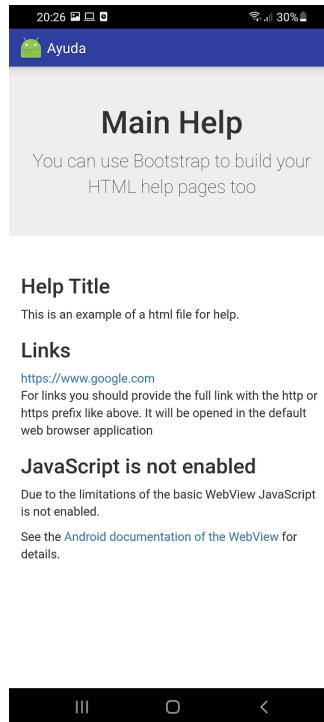 20:26
30%
Ayuda
Main Help
You can use Bootstrap to build your
HTML help pages too
Help Title
This is an example of a html file for help.
Links
https://www.google.com
For links you should provide the full link with the http or
https prefix like above. It will be opened in the default
web browser application
JavaScript is not enabled
Due to the limitations of the basic WebView JavaScript
is not enabled.
See the Android documentation of the WebView for
details.